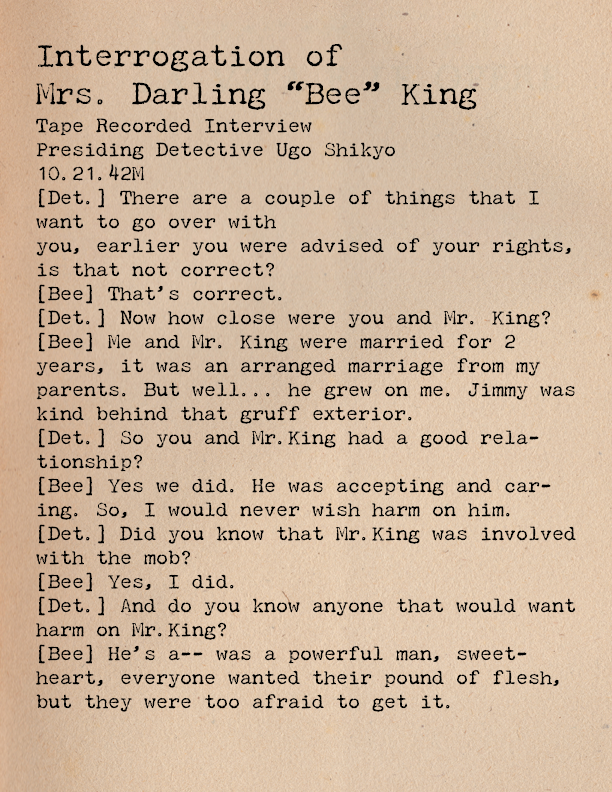 Interrogation of
Mrs. Darling “Bee” King
Tape Recorded Interview
Presiding Detective Ugo Shikyo
10.21.42M
[Det.] There are a couple of things that I
want to go over with
you, earlier you were advised of your rights,
is that not correct?
[Bee] That's correct.
[Det.] Now how close were you and Mr. King?
[Bee] Me and Mr. King were married for 2
years, it was an arranged marriage from my
parents. But well... he grew on me. Jimmy was
kind behind that gruff exterior.
[Det.] So you and Mr.King had a good rela-
tionship?
[Bee] Yes we did. He was accepting and car-
ing. So, I would never wish harm on him.
[Det.] Did you know that Mr.King was involved
with the mob?
[Bee] Yes, I did.
[Det.] And do you know anyone that would want
harm on Mr.King?
[Bee] He's a-- was a powerful man, sweet-
heart, everyone wanted their pound of flesh,
but they were too afraid to get it.